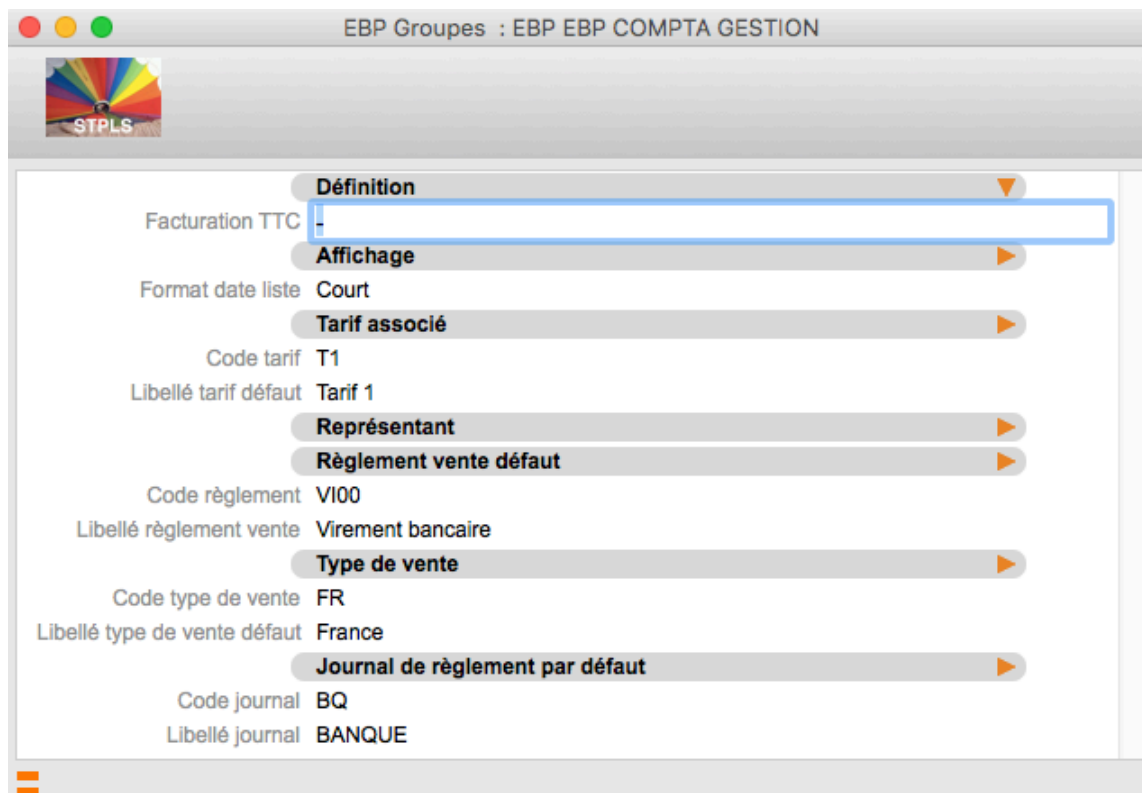 EBP Groupes : EBP EBP COMPTA GESTION
STPLS
Définition
Facturation TTC -
Affichage
Format date liste Court
Tarif associé
Code tarif T1
Libellé tarif défaut Tarif 1
Représentant
Règlement vente défaut
Code règlement VI00
Libellé règlement vente Virement bancaire
Type de vente
Code type de vente FR
Libellé type de vente défaut France
Journal de règlement par défaut
Code journal BQ
Libellé journal BANQUE